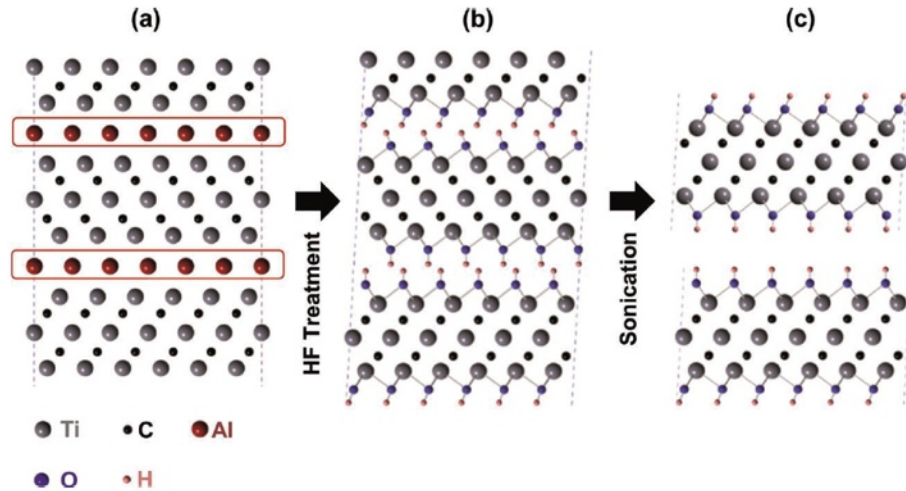 (a)
(b)
(c)
HF Treatment
Sonication
Ti
C
Al
O
H